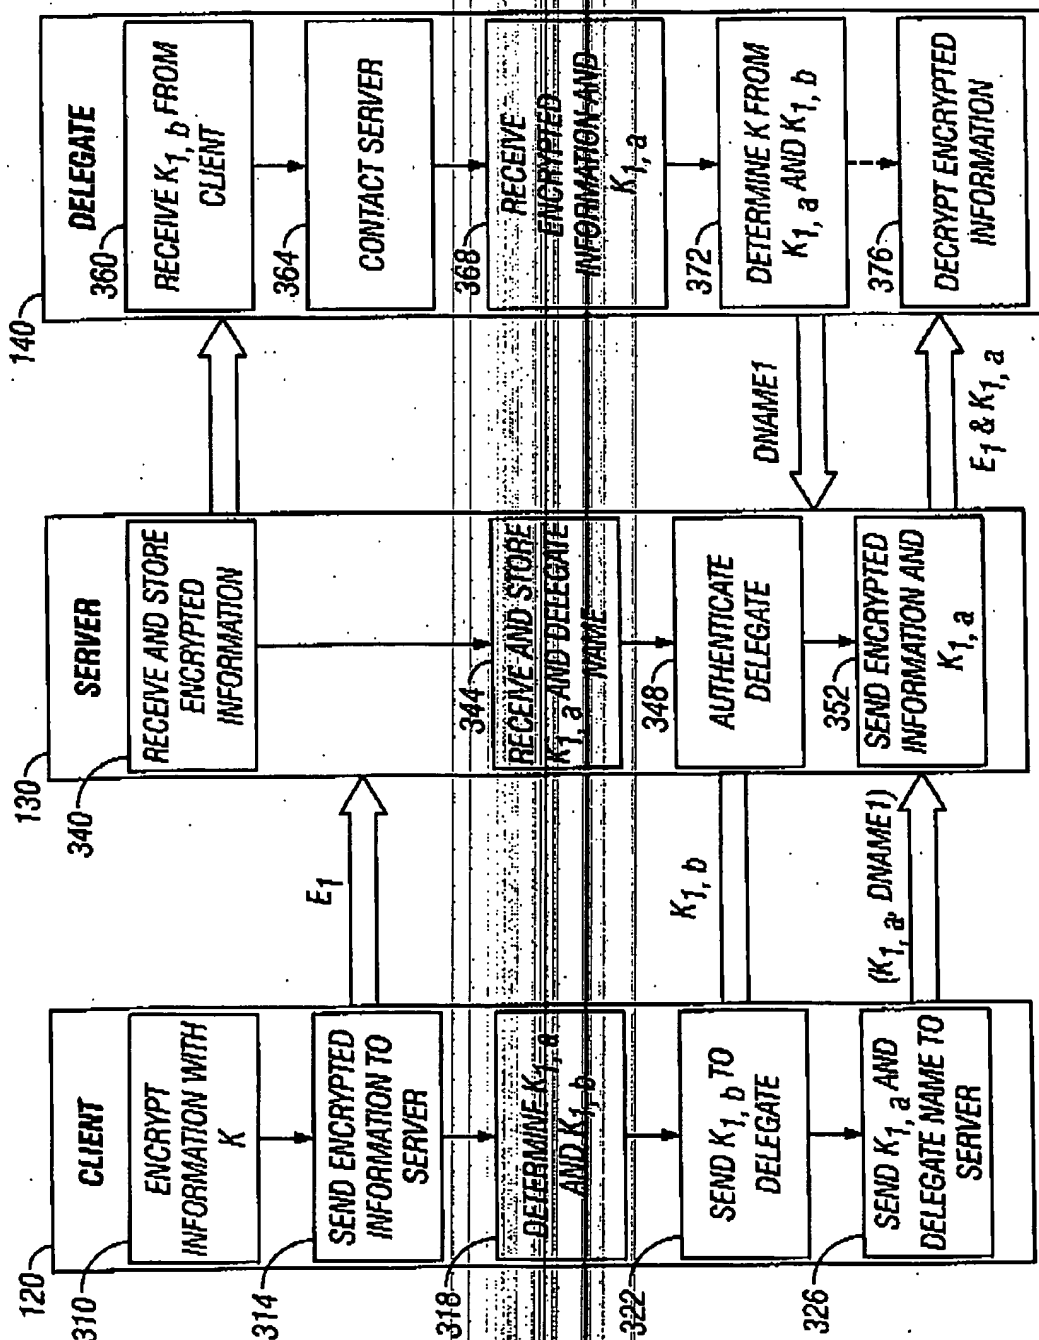 120
CLIENT
310
ENCRYPT
INFORMATION WITH
K
314
SEND ENCRYPTED
INFORMATION TO
SERVER
318
DETERMINE K1, a
AND K1, b
322
SEND K1, b TO
DELEGATE
326
SEND K1, a AND
DELEGATE NAME TO
SERVER
E1
K1, b
(K1, a, DNAME1)
130
SERVER
340
RECEIVE AND STORE
ENCRYPTED
INFORMATION
344
RECEIVE AND STORE
K1, a AND DELEGATE
NAME
348
AUTHENTICATE
DELEGATE
352
SEND ENCRYPTED
INFORMATION AND
K1, a
DNAME1
E1 & K1, a
140
DELEGATE
360
RECEIVE K1, b FROM
CLIENT
364
CONTACT SERVER
368
RECEIVE
ENCRYPTED
INFORMATION AND
K1, a
372
DETERMINE K FROM
K1, a AND K1, b
376
DECRYPT ENCRYPTED
INFORMATION